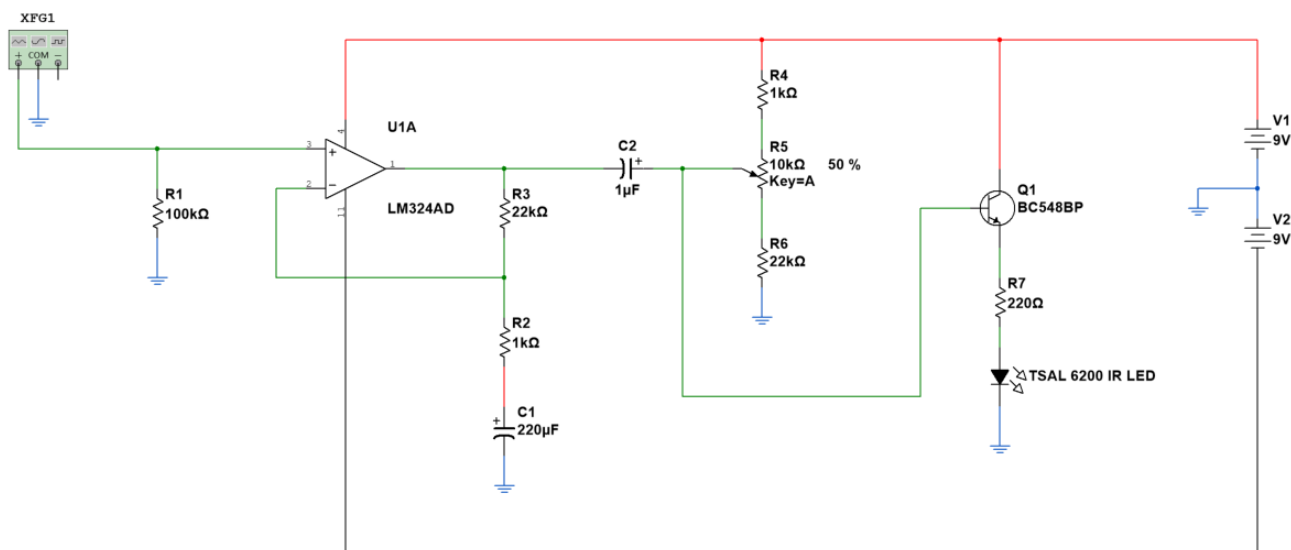 XFG1
+ COM −
U1A
4
3
+
2
−
1
11
LM324AD
R1
100kΩ
R3
22kΩ
R2
1kΩ
+
C1
220µF
C2
+
1µF
R4
1kΩ
R5
10kΩ
Key=A
50 %
R6
22kΩ
Q1
BC548BP
R7
220Ω
TSAL 6200 IR LED
V1
9V
V2
9V